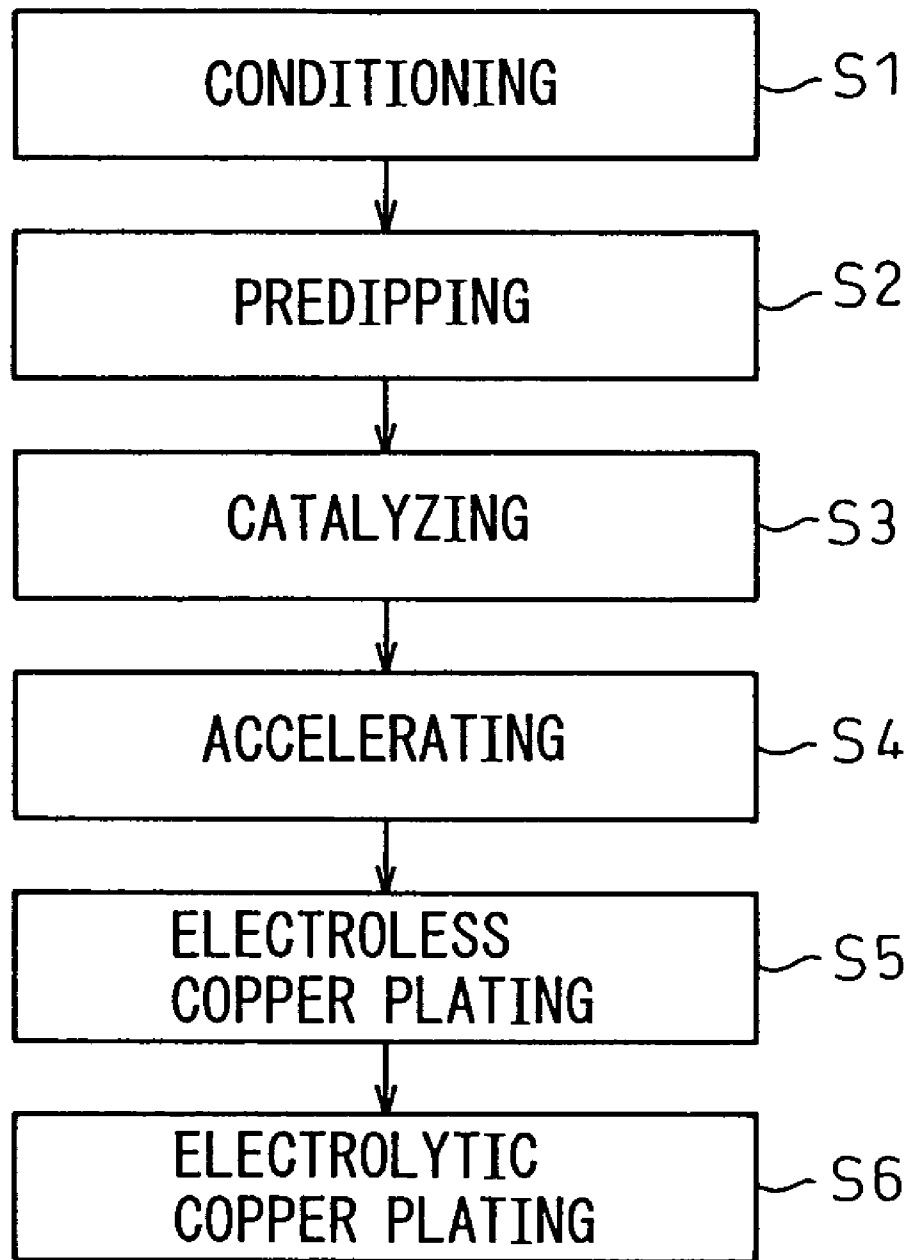 CONDITIONING
S1
PREDIPPING
S2
CATALYZING
S3
ACCELERATING
S4
ELECTROLESS
COPPER PLATING
S5
ELECTROLYTIC
COPPER PLATING
S6